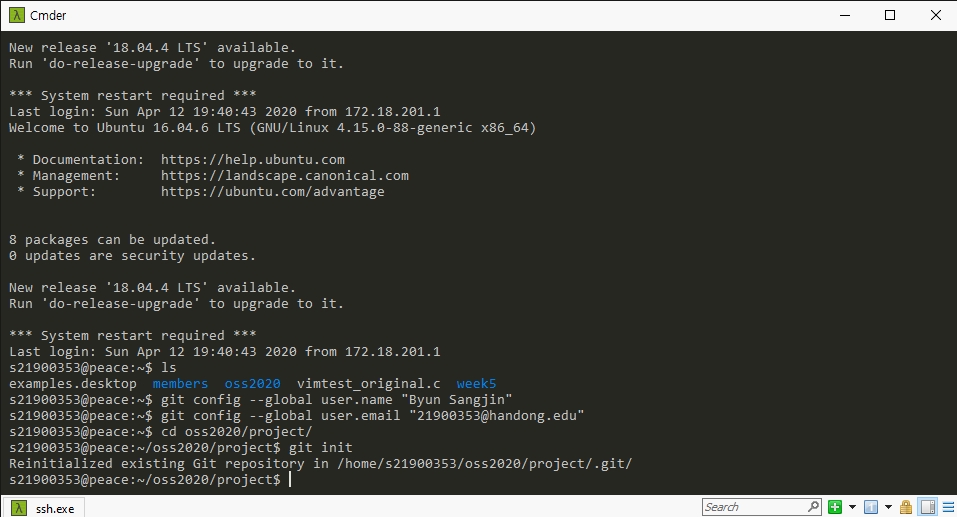 Cmder
New release '18.04.4 LTS' available.
Run 'do-release-upgrade' to upgrade to it.
*** System restart required ***
Last login: Sun Apr 12 19:40:43 2020 from 172.18.201.1
Welcome to Ubuntu 16.04.6 LTS (GNU/Linux 4.15.0-88-generic x86_64)
* Documentation:  https://help.ubuntu.com
* Management:     https://landscape.canonical.com
* Support:        https://ubuntu.com/advantage
8 packages can be updated.
0 updates are security updates.
New release '18.04.4 LTS' available.
Run 'do-release-upgrade' to upgrade to it.
*** System restart required ***
Last login: Sun Apr 12 19:40:43 2020 from 172.18.201.1
s21900353@peace:~$ ls
examples.desktop  members  oss2020  vimtest_original.c  week5
s21900353@peace:~$ git config --global user.name "Byun Sangjin"
s21900353@peace:~$ git config --global user.email "21900353@handong.edu"
s21900353@peace:~$ cd oss2020/project/
s21900353@peace:~/oss2020/project$ git init
Reinitialized existing Git repository in /home/s21900353/oss2020/project/.git/
s21900353@peace:~/oss2020/project$
ssh.exe
Search